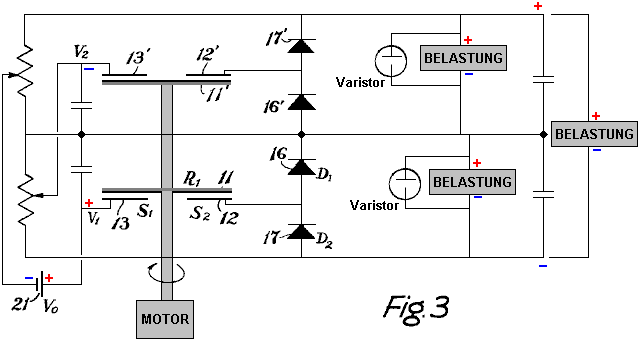 +
17'
V2 13' 12'
− 11'
+
Varistor BELASTUNG
−
16'
+
BELASTUNG
−
16 D1
R1 11
+
V1 13 S1 S2 12
+
Varistor BELASTUNG
−
17 D2
− +
21 V0
−
MOTOR
Fig. 3